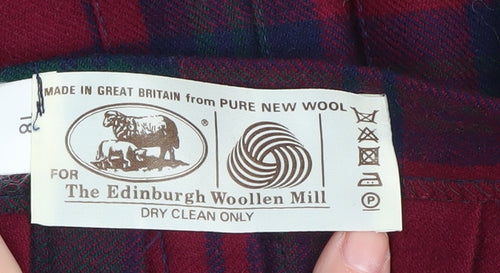 MADE IN GREAT BRITAIN from PURE NEW WOOL
®
FOR
The Edinburgh Woollen Mill
DRY CLEAN ONLY
P
18